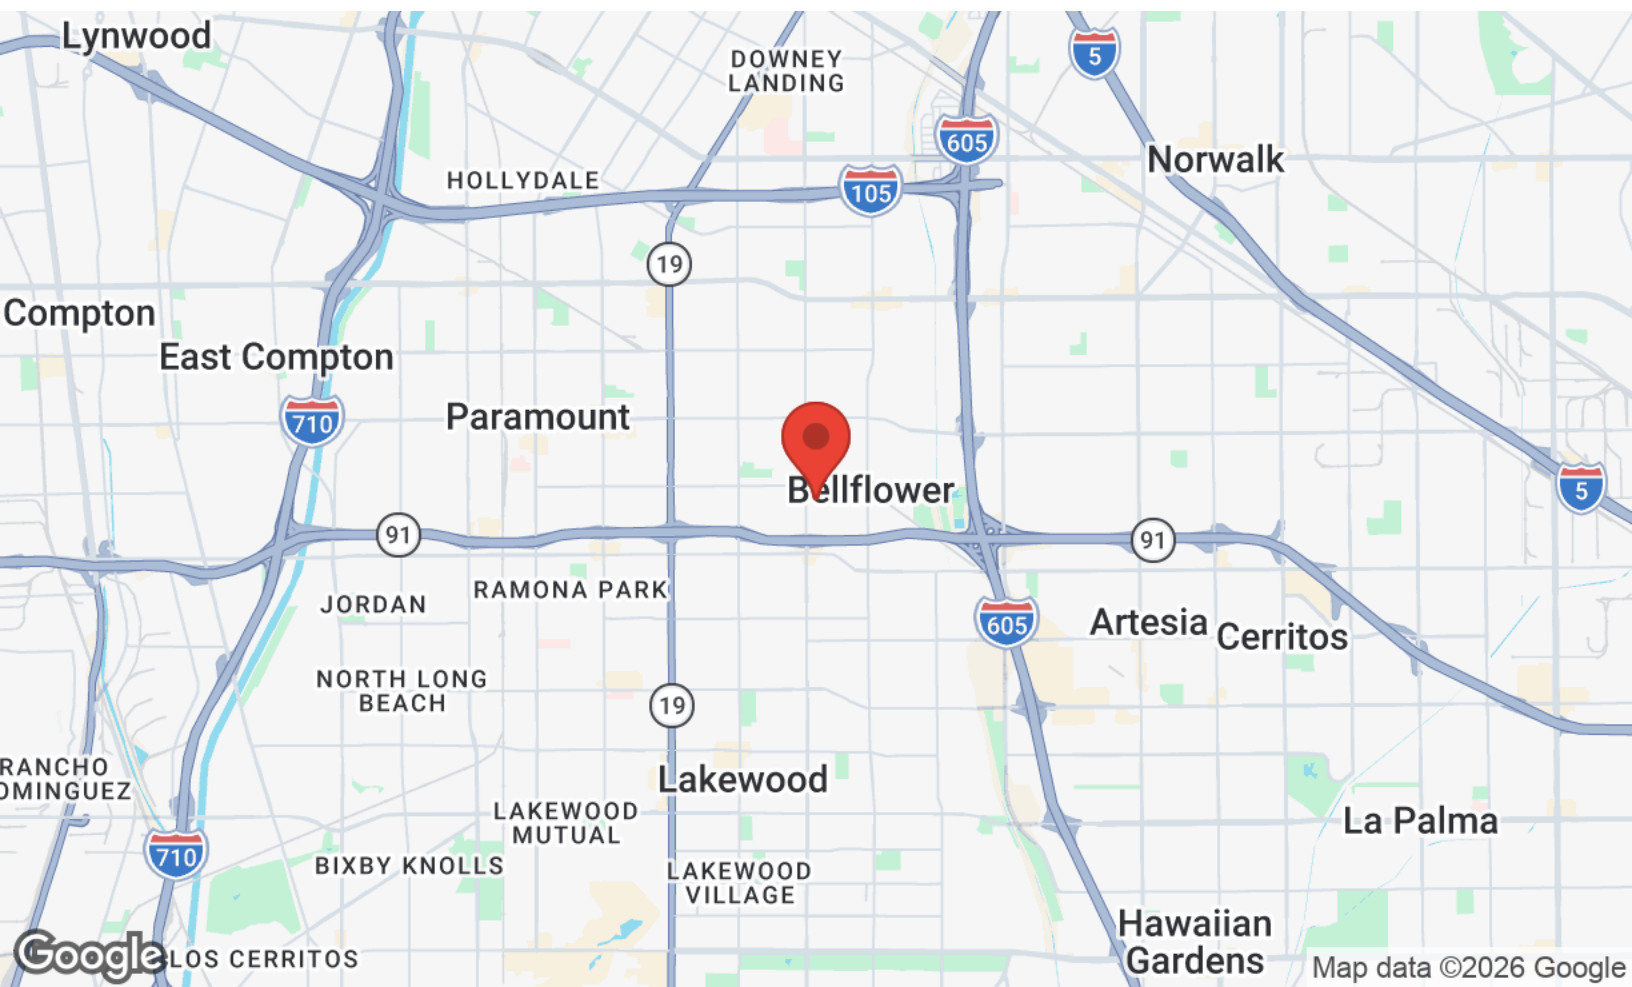 Lynwood
DOWNEY
LANDING
5
605
Norwalk
HOLLYDALE
105
19
Compton
East Compton
710
Paramount
Bellflower
5
91
91
JORDAN
RAMONA PARK
605
Artesia
Cerritos
NORTH LONG
BEACH
19
RANCHO
OMINGUEZ
Lakewood
LAKEWOOD
MUTUAL
La Palma
710
BIXBY KNOLLS
LAKEWOOD
VILLAGE
Hawaiian
Gardens
Google
LOS CERRITOS
Map data ©2026 Google